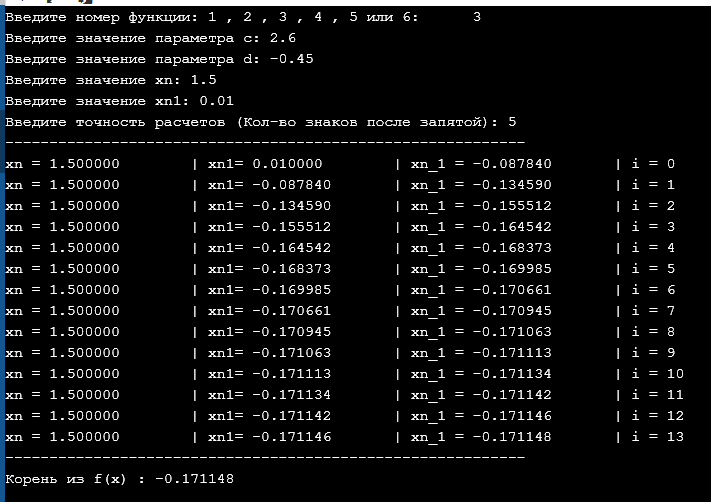 Введите номер функции: 1 , 2 , 3 , 4 , 5 или 6: 3
Введите значение параметра c: 2.6
Введите значение параметра d: -0.45
Введите значение xn: 1.5
Введите значение xn1: 0.01
Введите точность расчетов (Кол-во знаков после запятой): 5
-----------------------------------------------------------
xn = 1.500000 | xn1= 0.010000 | xn_1 = -0.087840 | i = 0
xn = 1.500000 | xn1= -0.087840 | xn_1 = -0.134590 | i = 1
xn = 1.500000 | xn1= -0.134590 | xn_1 = -0.155512 | i = 2
xn = 1.500000 | xn1= -0.155512 | xn_1 = -0.164542 | i = 3
xn = 1.500000 | xn1= -0.164542 | xn_1 = -0.168373 | i = 4
xn = 1.500000 | xn1= -0.168373 | xn_1 = -0.169985 | i = 5
xn = 1.500000 | xn1= -0.169985 | xn_1 = -0.170661 | i = 6
xn = 1.500000 | xn1= -0.170661 | xn_1 = -0.170945 | i = 7
xn = 1.500000 | xn1= -0.170945 | xn_1 = -0.171063 | i = 8
xn = 1.500000 | xn1= -0.171063 | xn_1 = -0.171113 | i = 9
xn = 1.500000 | xn1= -0.171113 | xn_1 = -0.171134 | i = 10
xn = 1.500000 | xn1= -0.171134 | xn_1 = -0.171142 | i = 11
xn = 1.500000 | xn1= -0.171142 | xn_1 = -0.171146 | i = 12
xn = 1.500000 | xn1= -0.171146 | xn_1 = -0.171148 | i = 13
-----------------------------------------------------------
Корень из f(x) : -0.171148